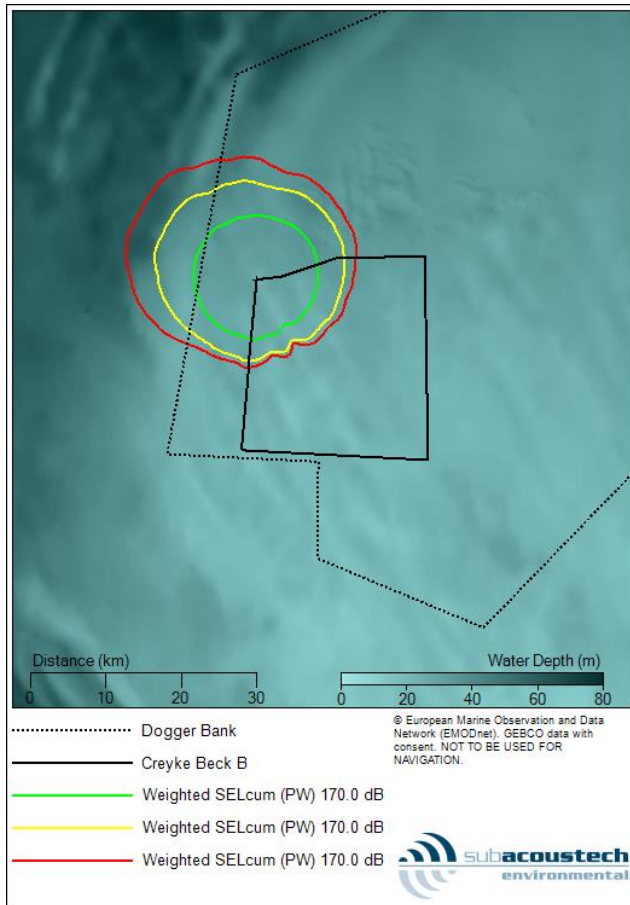 Distance (km)
Water Depth (m)
0 10 20 30
0 20 40 60 80
Dogger Bank
Creyke Beck B
Weighted SELcum (PW) 170.0 dB
Weighted SELcum (PW) 170.0 dB
Weighted SELcum (PW) 170.0 dB
© European Marine Observation and Data
Network (EMODnet). GEBCO data with
consent. NOT TO BE USED FOR
NAVIGATION.
subacoustech
environmental